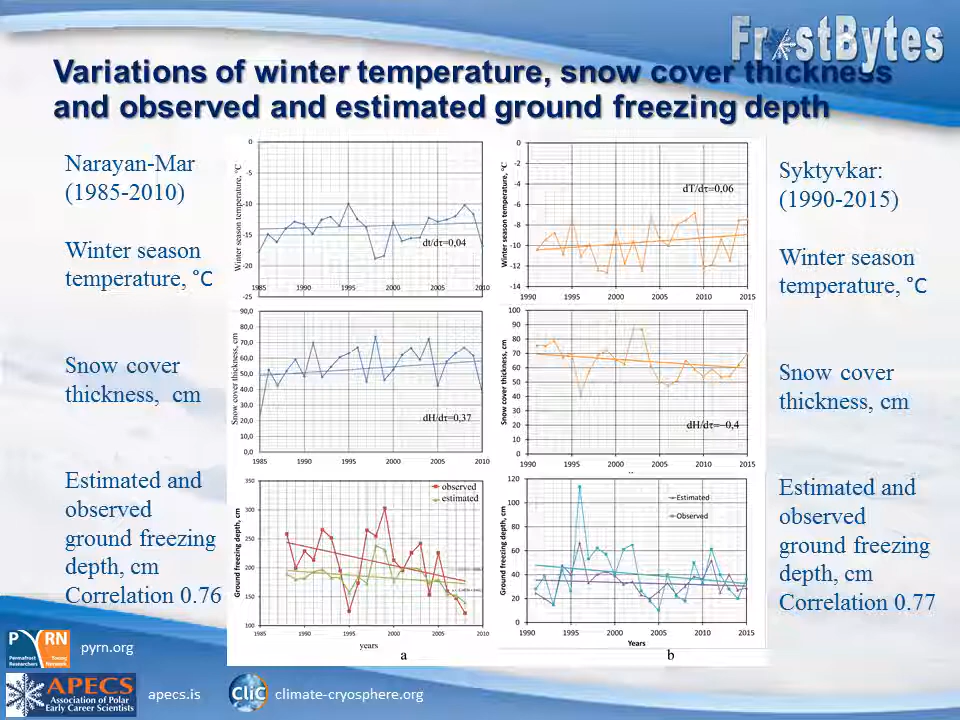 FrostBytes
Variations of winter temperature, snow cover thickness
and observed and estimated ground freezing depth
Narayan-Mar
(1985-2010)
Winter season
temperature, °C
Snow cover
thickness, cm
Estimated and
observed
ground freezing
depth, cm
Correlation 0.76
Winter season temperature, °C
0
-5
-10
-15
-20
-25
dt/dτ=0,04
1985
1990
1995
2000
2005
2010
Snow cover thickness, cm
90,0
80,0
70,0
60,0
50,0
40,0
30,0
20,0
10,0
0,0
dH/dτ=0,37
1985
1990
1995
2000
2005
2010
Ground freezing depth, cm
350
300
250
200
150
100
observed
estimated
1985
1990
1995
2000
2005
2010
years
a
Winter season temperature, °C
0
-2
-4
-6
-8
-10
-12
-14
dT/dτ=0,06
1990
1995
2000
2005
2010
2015
Snow cover thickness, cm
100
90
80
70
60
50
40
30
20
10
0
dH/dτ=-0,4
1990
1995
2000
2005
2010
2015
Ground freezing depth, cm
120
100
80
60
40
20
0
Estimated
Observed
1990
1995
2000
2005
2010
2015
Years
b
Syktyvkar:
(1990-2015)
Winter season
temperature, °C
Snow cover
thickness, cm
Estimated and
observed
ground freezing
depth, cm
Correlation 0.77
PYRN
Permafrost Young
Researchers Network
pyrn.org
APECS
Association of Polar
Early Career Scientists
apecs.is
CliC
climate-cryosphere.org